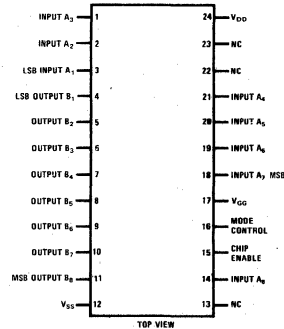 INPUT A3 1
INPUT A2 2
LSB INPUT A1 3
LSB OUTPUT B1 4
OUTPUT B2 5
OUTPUT B3 6
OUTPUT B4 7
OUTPUT B5 8
OUTPUT B6 9
OUTPUT B7 10
MSB OUTPUT B8 11
VSS 12
24 VDD
23 NC
22 NC
21 INPUT A4
20 INPUT A5
19 INPUT A6
18 INPUT A7 MSB
17 VGG
16 MODE
CONTROL
15 CHIP
ENABLE
14 INPUT A8
13 NC
TOP VIEW